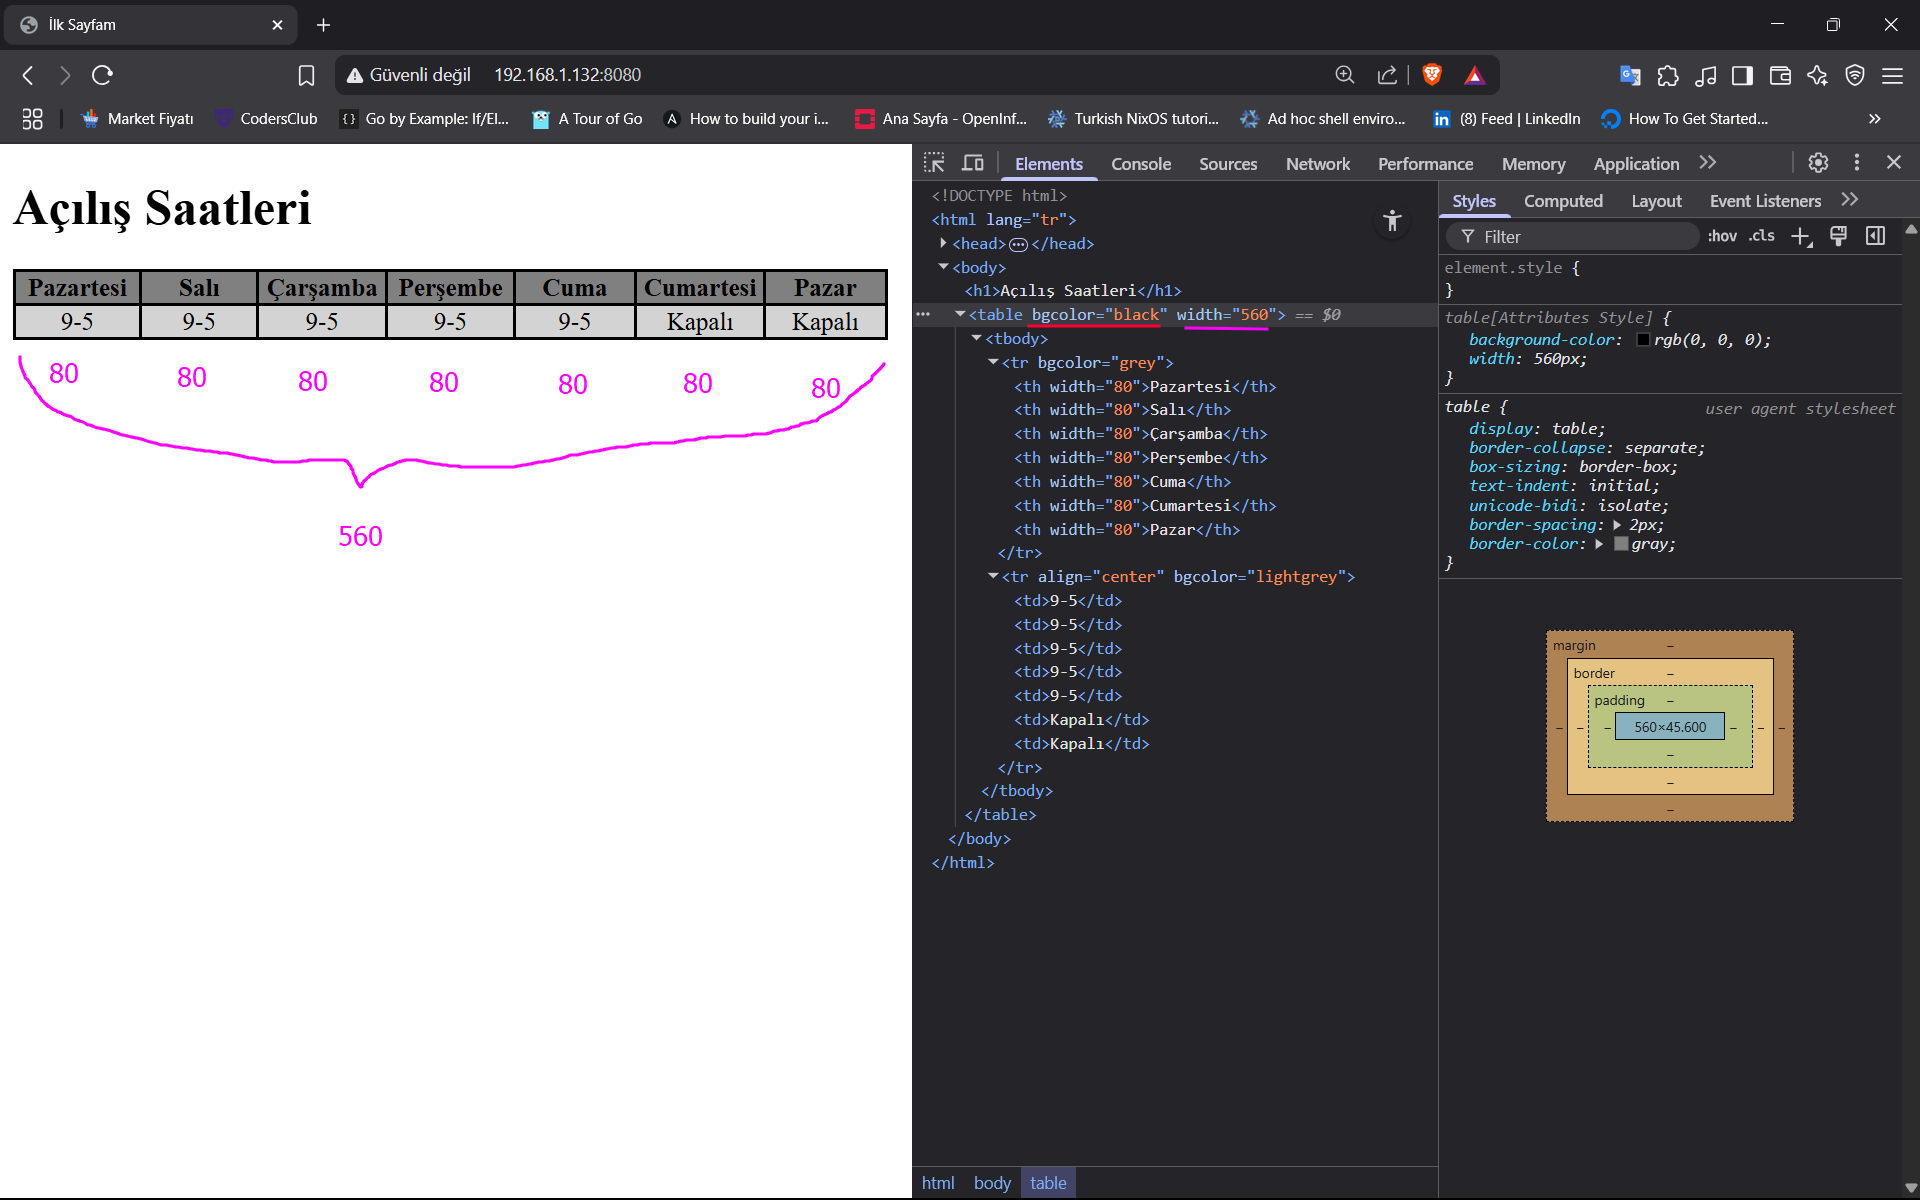 İlk Sayfam
Güvenli değil 192.168.1.132:8080
Market Fiyatı CodersClub Go by Example: If/El... A Tour of Go How to build your i... Ana Sayfa - OpenInf... Turkish NixOS tutori... Ad hoc shell enviro... (8) Feed | LinkedIn How To Get Started...
Açılış Saatleri
Pazartesi Salı Çarşamba Perşembe Cuma Cumartesi Pazar
9-5 9-5 9-5 9-5 9-5 Kapalı Kapalı
80 80 80 80 80 80 80
560
Elements Console Sources Network Performance Memory Application
<!DOCTYPE html>
<html lang="tr">
<head> </head>
<body>
<h1>Açılış Saatleri</h1>
<table bgcolor="black" width="560"> == $0
<tbody>
<tr bgcolor="grey">
<th width="80">Pazartesi</th>
<th width="80">Salı</th>
<th width="80">Çarşamba</th>
<th width="80">Perşembe</th>
<th width="80">Cuma</th>
<th width="80">Cumartesi</th>
<th width="80">Pazar</th>
</tr>
<tr align="center" bgcolor="lightgrey">
<td>9-5</td>
<td>9-5</td>
<td>9-5</td>
<td>9-5</td>
<td>9-5</td>
<td>Kapalı</td>
<td>Kapalı</td>
</tr>
</tbody>
</table>
</body>
</html>
html body table
Styles Computed Layout Event Listeners
Filter :hov .cls
element.style {
}
table[Attributes Style] {
background-color: rgb(0, 0, 0);
width: 560px;
}
table { user agent stylesheet
display: table;
border-collapse: separate;
box-sizing: border-box;
text-indent: initial;
unicode-bidi: isolate;
border-spacing: 2px;
border-color: gray;
}
margin –
border –
padding –
– – – 560×45.600 – – –
–
–
–